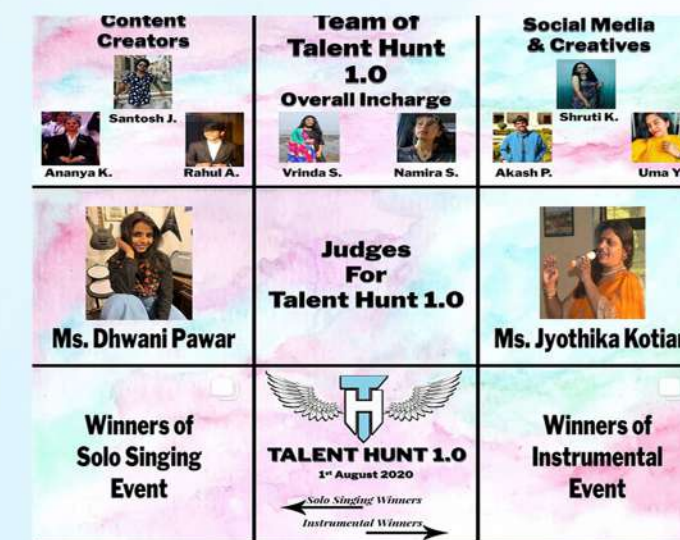 Content
Creators
Santosh J.
Ananya K.
Rahul A.
Team of
Talent Hunt
1.0
Overall Incharge
Vrinda S.
Namira S.
Social Media
& Creatives
Shruti K.
Akash P.
Uma Y
Ms. Dhwani Pawar
Judges
For
Talent Hunt 1.0
Ms. Jyothika Kotian
Winners of
Solo Singing
Event
TH
TALENT HUNT 1.0
1st August 2020
Solo Singing Winners
Instrumental Winners
Winners of
Instrumental
Event